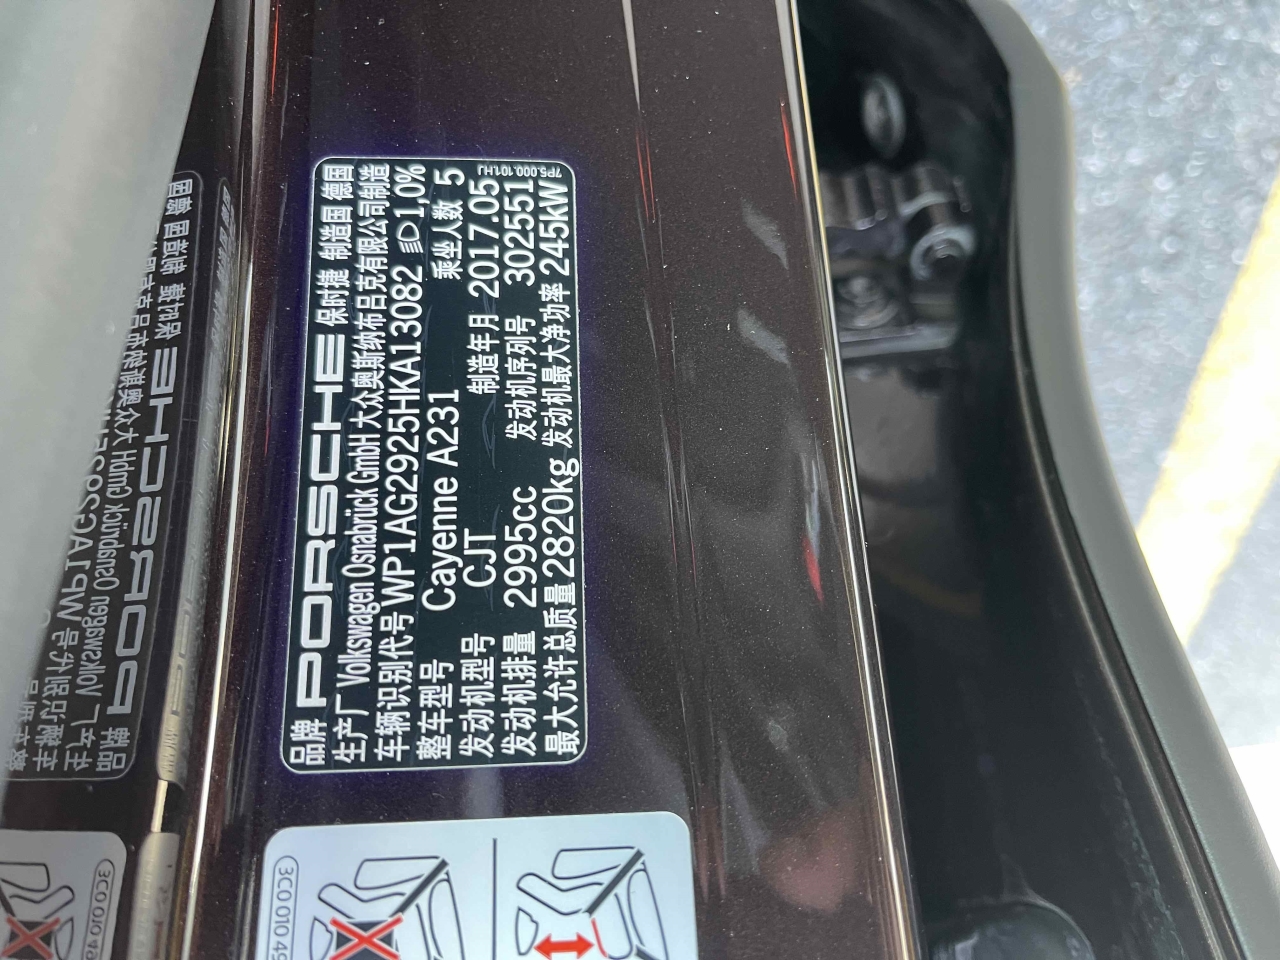 品牌 PORSCHE 保时捷 制造国 德国
生产厂 Volkswagen Osnabrück GmbH 大众奥斯纳布吕克有限公司制造
车辆识别代号 WP1AG2925HKA13082 1,0%
整车型号 Cayenne A231 乘坐人数 5
发动机型号 CJT 制造年月 2017.05
发动机排量 2995cc 发动机序列号 302551
最大允许总质量 2820kg 发动机最大净功率 245kW
7P5.000.101.HJ
3C0 010 49